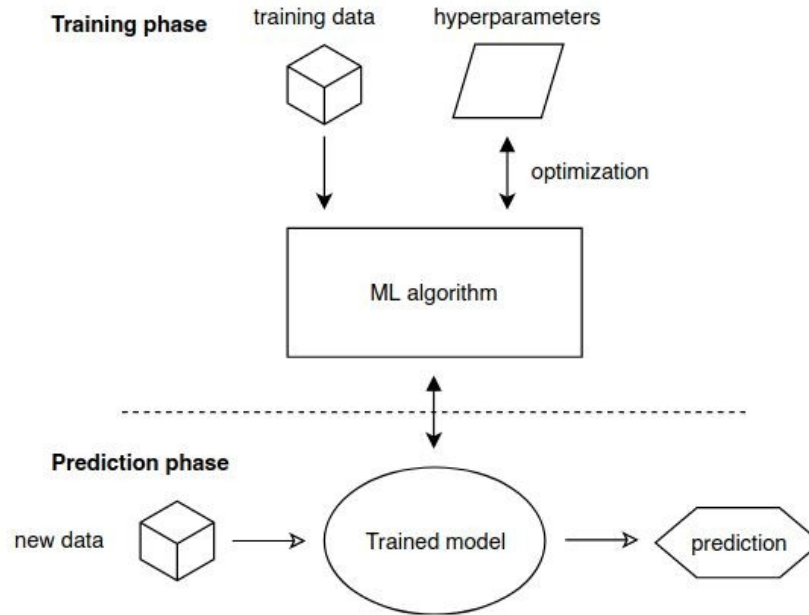 Training phase
training data
hyperparameters
optimization
ML algorithm
Prediction phase
new data
Trained model
prediction